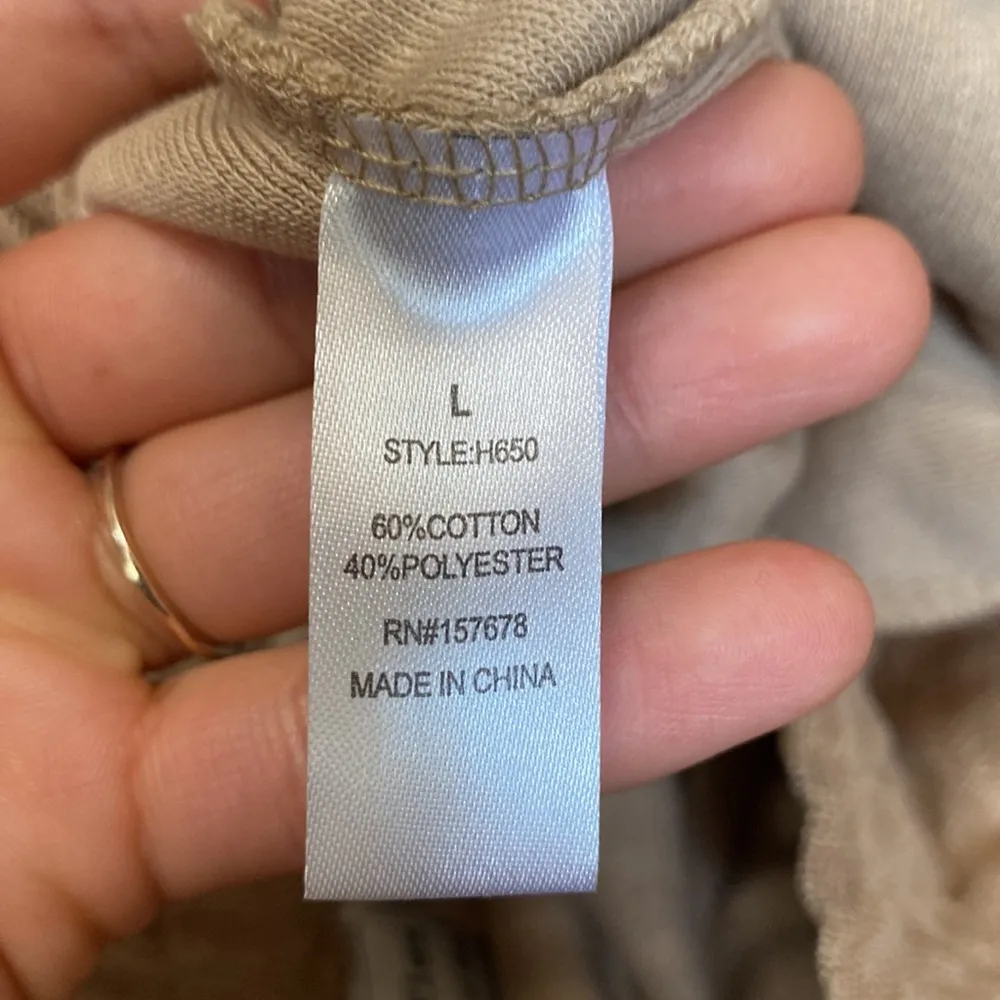 L
STYLE:H650
60%COTTON
40%POLYESTER
RN#157678
MADE IN CHINA